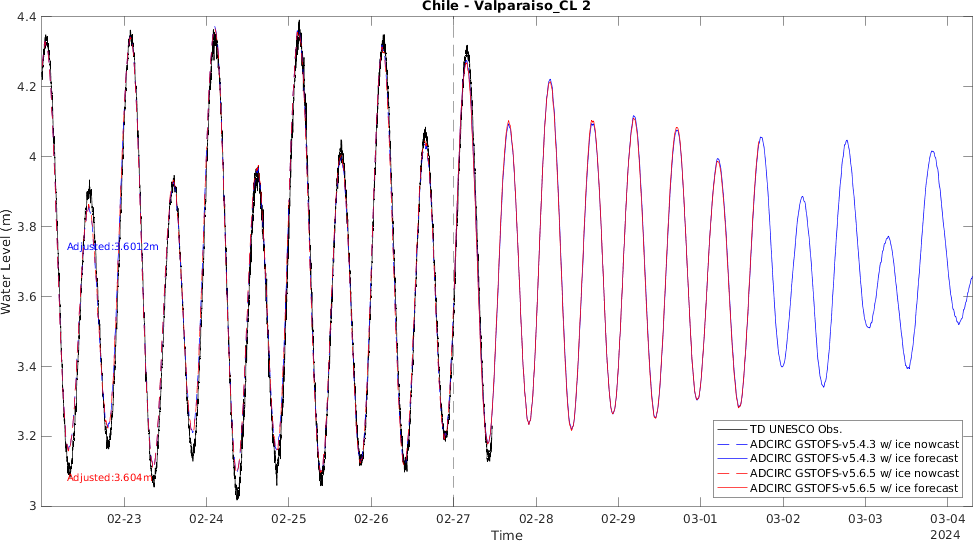 Chile - Valparaiso_CL 2
4.4
4.2
4
3.8
3.6
3.4
3.2
3
Water Level (m)
Adjusted:3.6012m
Adjusted:3.604m
TD UNESCO Obs.
ADCIRC GSTOFS-v5.4.3 w/ ice nowcast
ADCIRC GSTOFS-v5.4.3 w/ ice forecast
ADCIRC GSTOFS-v5.6.5 w/ ice nowcast
ADCIRC GSTOFS-v5.6.5 w/ ice forecast
02-23 02-24 02-25 02-26 02-27 02-28 02-29 03-01 03-02 03-03 03-04
Time
2024